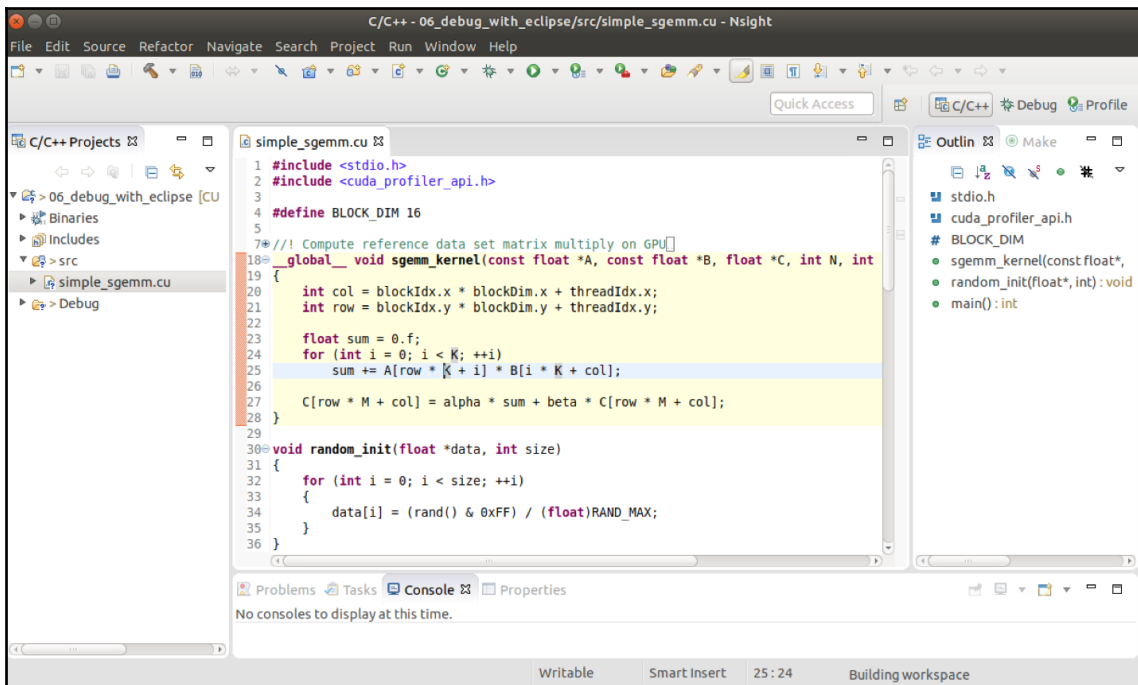 C/C++ - 06_debug_with_eclipse/src/simple_sgemm.cu - Nsight
File Edit Source Refactor Navigate Search Project Run Window Help
Quick Access
C/C++ Debug Profile
C/C++ Projects
> 06_debug_with_eclipse [CU
Binaries
Includes
> src
simple_sgemm.cu
> Debug
simple_sgemm.cu
1 #include <stdio.h>
2 #include <cuda_profiler_api.h>
3
4 #define BLOCK_DIM 16
5
7 //! Compute reference data set matrix multiply on GPU
18 __global__ void sgemm_kernel(const float *A, const float *B, float *C, int N, int
19 {
20     int col = blockIdx.x * blockDim.x + threadIdx.x;
21     int row = blockIdx.y * blockDim.y + threadIdx.y;
22
23     float sum = 0.f;
24     for (int i = 0; i < K; ++i)
25         sum += A[row * K + i] * B[i * K + col];
26
27     C[row * M + col] = alpha * sum + beta * C[row * M + col];
28 }
29
30 void random_init(float *data, int size)
31 {
32     for (int i = 0; i < size; ++i)
33     {
34         data[i] = (rand() & 0xFF) / (float)RAND_MAX;
35     }
36 }
Outlin Make
stdio.h
cuda_profiler_api.h
# BLOCK_DIM
sgemm_kernel(const float*,
random_init(float*, int) : void
main() : int
Problems Tasks Console Properties
No consoles to display at this time.
Writable Smart Insert 25 : 24 Building workspace